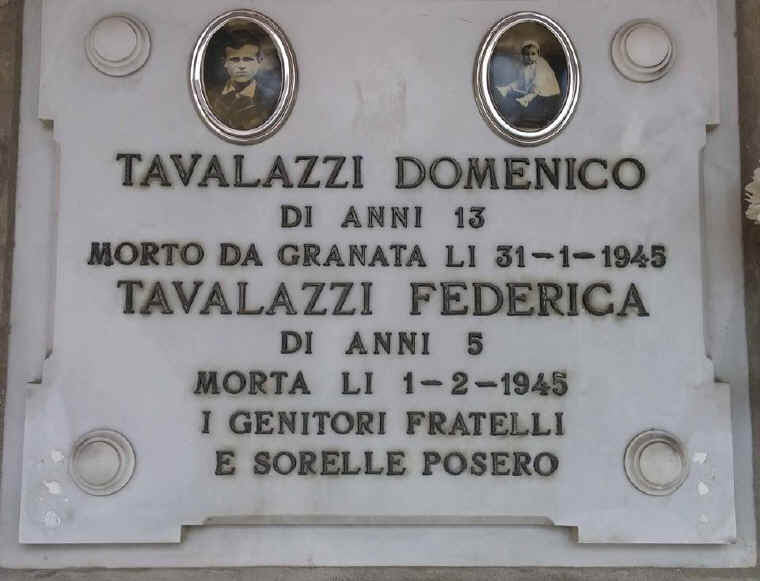 TAVALAZZI DOMENICO
DI ANNI 13
MORTO DA GRANATA LI 31-1-1945
TAVALAZZI FEDERICA
DI ANNI 5
MORTA LI 1-2-1945
I GENITORI FRATELLI
E SORELLE POSERO